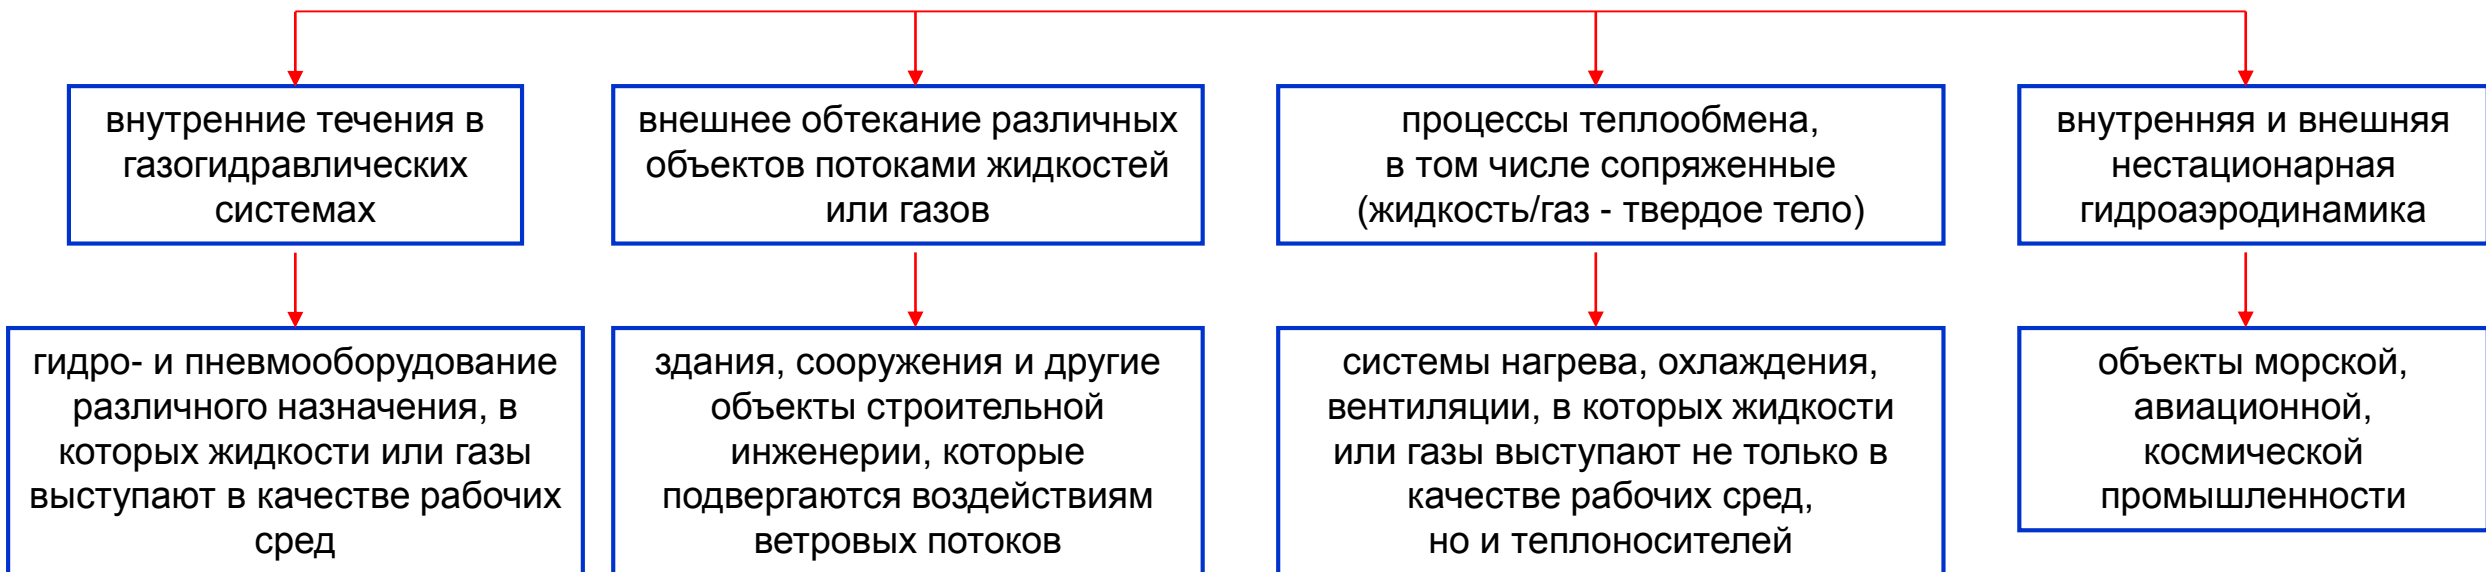 внутренние течения в
газогидравлических
системах
внешнее обтекание различных
объектов потоками жидкостей
или газов
процессы теплообмена,
в том числе сопряженные
(жидкость/газ - твердое тело)
внутренняя и внешняя
нестационарная
гидроаэродинамика
гидро- и пневмооборудование
различного назначения, в
которых жидкости или газы
выступают в качестве рабочих
сред
здания, сооружения и другие
объекты строительной
инженерии, которые
подвергаются воздействиям
ветровых потоков
системы нагрева, охлаждения,
вентиляции, в которых жидкости
или газы выступают не только в
качестве рабочих сред,
но и теплоносителей
объекты морской,
авиационной,
космической
промышленности